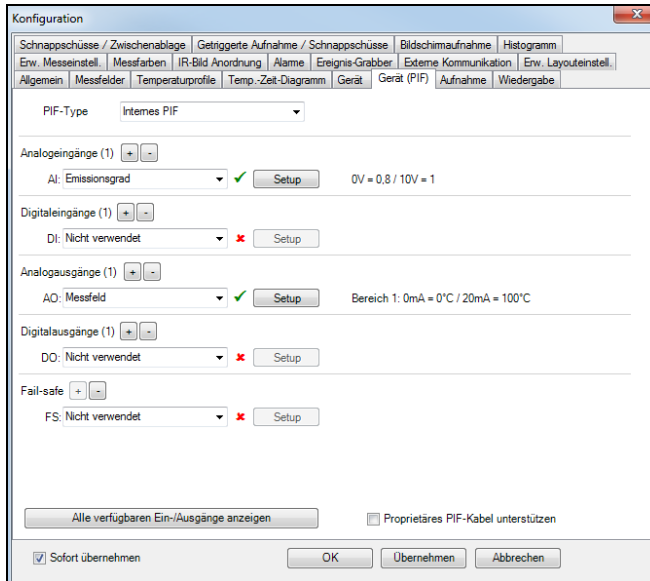 Konfiguration
x
Schnappschüsse / Zwischenablage Getriggerte Aufnahme / Schnappschüsse Bildschirmaufnahme Histogramm
Erw. Messeinstell. Messfarben IR-Bild Anordnung Alarme Ereignis-Grabber Externe Kommunikation Erw. Layouteinstell.
Allgemein Messfelder Temperaturprofile Temp.-Zeit-Diagramm Gerät Gerät (PIF) Aufnahme Wiedergabe
PIF-Type Internes PIF
Analogeingänge (1) + -
AI: Emissionsgrad Setup 0V = 0,8 / 10V = 1
Digitaleingänge (1) + -
DI: Nicht verwendet Setup
Analogausgänge (1) + -
AO: Messfeld Setup Bereich 1: 0mA = 0°C / 20mA = 100°C
Digitalausgänge (1) + -
DO: Nicht verwendet Setup
Fail-safe + -
FS: Nicht verwendet Setup
Alle verfügbaren Ein-/Ausgänge anzeigen Proprietäres PIF-Kabel unterstützen
Sofort übernehmen OK Übernehmen Abbrechen